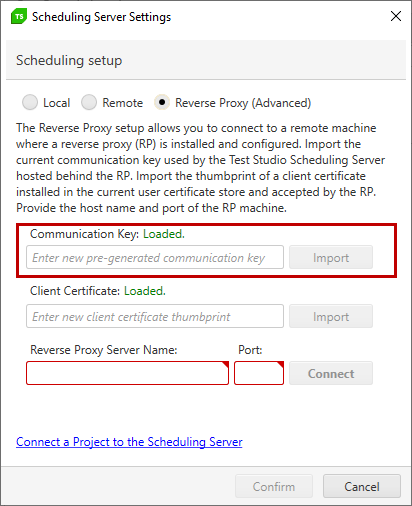 TS Scheduling Server Settings
Scheduling setup
Local Remote Reverse Proxy (Advanced)
The Reverse Proxy setup allows you to connect to a remote machine
where a reverse proxy (RP) is installed and configured. Import the
current communication key used by the Test Studio Scheduling Server
hosted behind the RP. Import the thumbprint of a client certificate
installed in the current user certificate store and accepted by the RP.
Provide the host name and port of the RP machine.
Communication Key: Loaded.
Enter new pre-generated communication key Import
Client Certificate: Loaded.
Enter new client certificate thumbprint Import
Reverse Proxy Server Name: Port:
Connect
Connect a Project to the Scheduling Server
Confirm Cancel